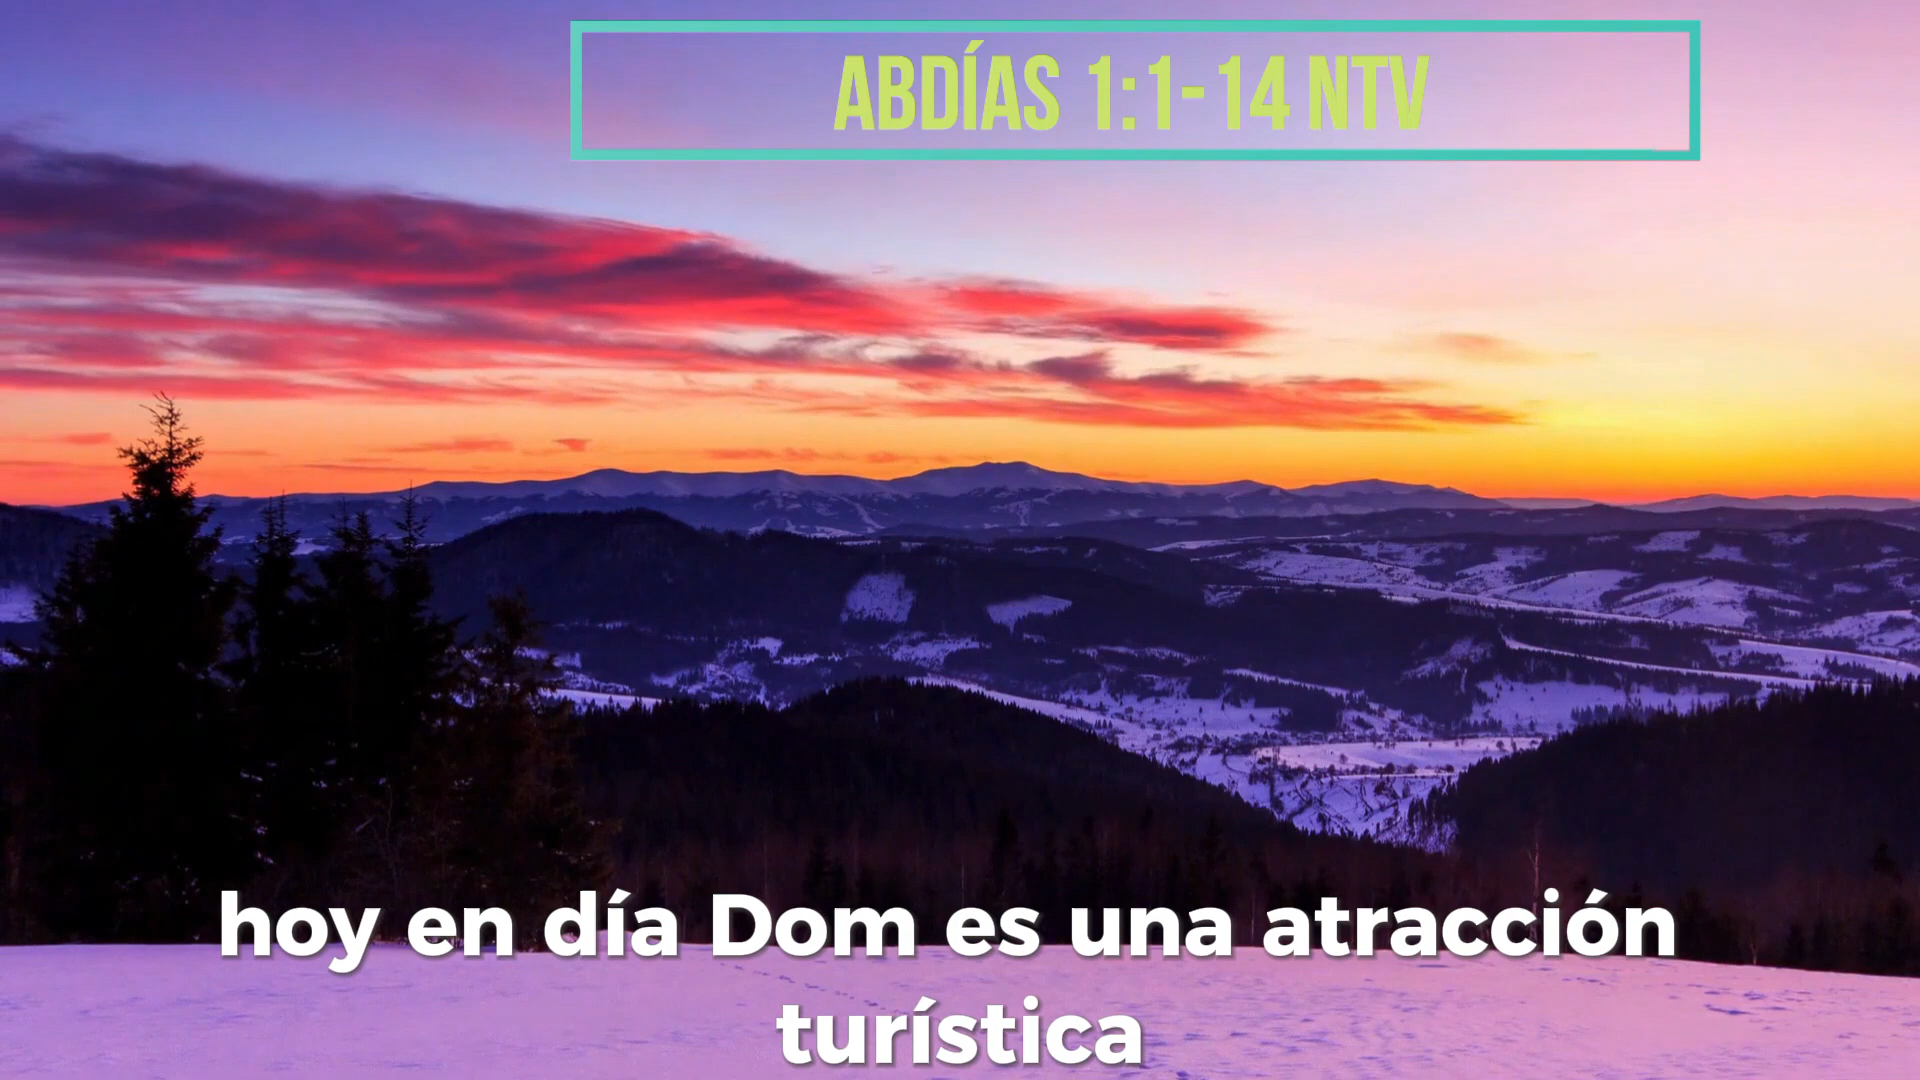 ABDÍAS 1:1-14 NTV
hoy en día Dom es una atracción
turística